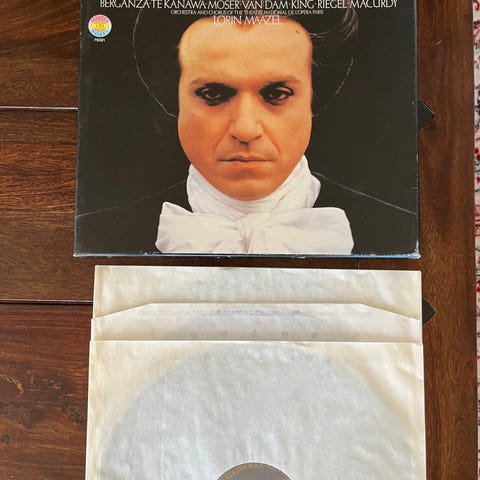 BERGANZA·TE KANAWA·MOSER·VAN DAM·KING·RIEGEL·MACURDY
ORCHESTRA AND CHORUS OF THE THEATRE NATIONAL DE L'OPERA PARIS
LORIN MAAZEL
79321